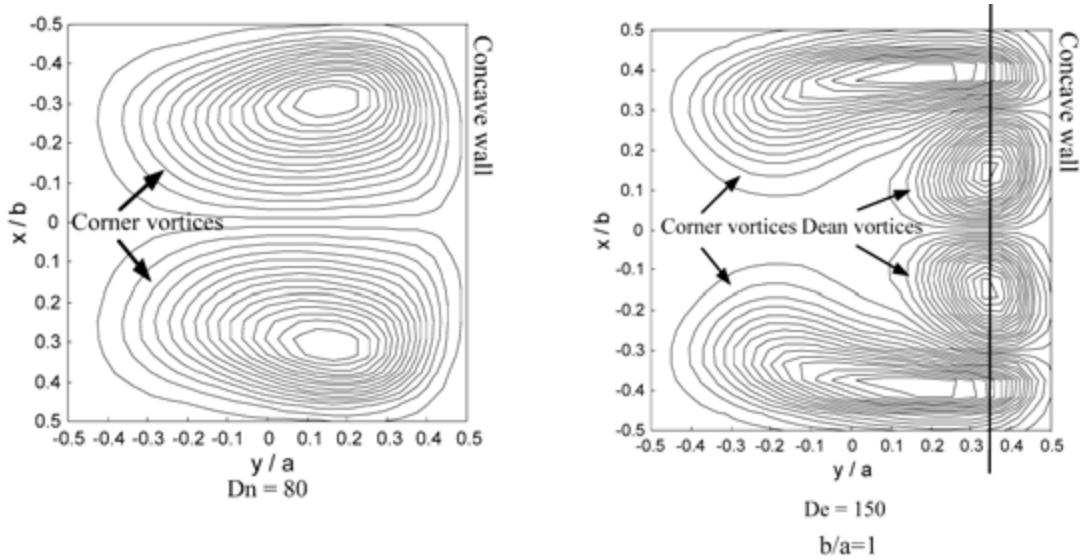 -0.5
-0.4
-0.3
-0.2
-0.1
0
0.1
0.2
0.3
0.4
0.5
x / b
Corner vortices
Concave wall
-0.5 -0.4 -0.3 -0.2 -0.1 0 0.1 0.2 0.3 0.4 0.5
y / a
Dn = 80
0.5
0.4
0.3
0.2
0.1
0
-0.1
-0.2
-0.3
-0.4
-0.5
x / b
Corner vortices Dean vortices
Concave wall
-0.5 -0.4 -0.3 -0.2 -0.1 0 0.1 0.2 0.3 0.4 0.5
y / a
De = 150
b/a=1